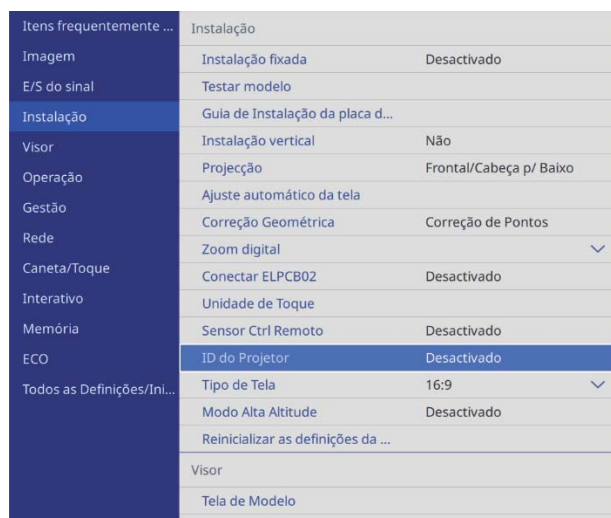 Itens frequentemente ...
Imagem
E/S do sinal
Instalação
Visor
Operação
Gestão
Rede
Caneta/Toque
Interativo
Memória
ECO
Todos as Definições/Ini...
Instalação
Instalação fixada Desactivado
Testar modelo
Guia de Instalação da placa d...
Instalação vertical Não
Projecção Frontal/Cabeça p/ Baixo
Ajuste automático da tela
Correção Geométrica Correção de Pontos
Zoom digital
Conectar ELPCB02 Desactivado
Unidade de Toque
Sensor Ctrl Remoto Desactivado
ID do Projetor Desactivado
Tipo de Tela 16:9
Modo Alta Altitude Desactivado
Reinicializar as definições da ...
Visor
Tela de Modelo